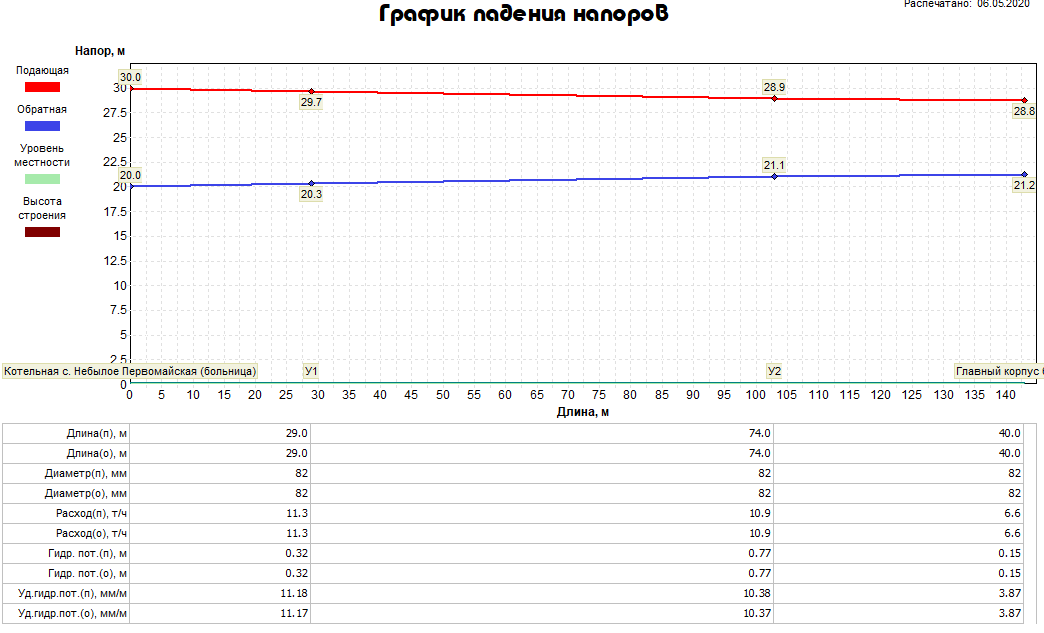 Распечатано: 06.05.2020
График падения напоров
Напор, м
Подающая
Обратная
Уровень
местности
Высота
строения
30
27.5
25
22.5
20
17.5
15
12.5
10
7.5
5
2.5
0
30.0
29.7
28.9
28.8
20.0
20.3
21.1
21.2
Котельная с. Небылое Первомайская (больница)
У1
У2
Главный корпус
0 5 10 15 20 25 30 35 40 45 50 55 60 65 70 75 80 85 90 95 100 105 110 115 120 125 130 135 140
Длина, м
Длина(п), м 29.0 74.0 40.0
Длина(о), м 29.0 74.0 40.0
Диаметр(п), мм 82 82 82
Диаметр(о), мм 82 82 82
Расход(п), т/ч 11.3 10.9 6.6
Расход(о), т/ч 11.3 10.9 6.6
Гидр. пот.(п), м 0.32 0.77 0.15
Гидр. пот.(о), м 0.32 0.77 0.15
Уд.гидр.пот.(п), мм/м 11.18 10.38 3.87
Уд.гидр.пот.(о), мм/м 11.17 10.37 3.87